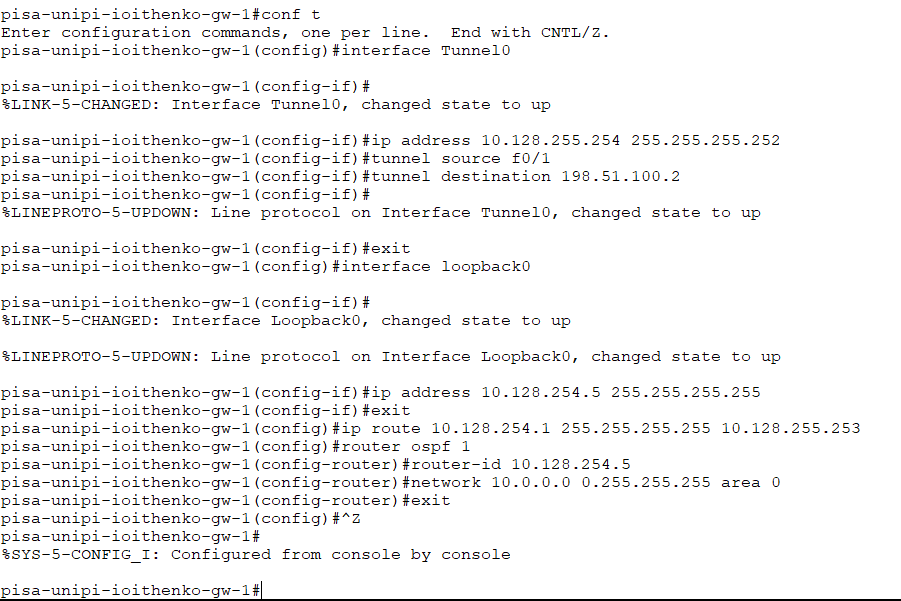 pisa-unipi-ioithenko-gw-1#conf t
Enter configuration commands, one per line.  End with CNTL/Z.
pisa-unipi-ioithenko-gw-1(config)#interface Tunnel0
pisa-unipi-ioithenko-gw-1(config-if)#
%LINK-5-CHANGED: Interface Tunnel0, changed state to up
pisa-unipi-ioithenko-gw-1(config-if)#ip address 10.128.255.254 255.255.255.252
pisa-unipi-ioithenko-gw-1(config-if)#tunnel source f0/1
pisa-unipi-ioithenko-gw-1(config-if)#tunnel destination 198.51.100.2
pisa-unipi-ioithenko-gw-1(config-if)#
%LINEPROTO-5-UPDOWN: Line protocol on Interface Tunnel0, changed state to up
pisa-unipi-ioithenko-gw-1(config-if)#exit
pisa-unipi-ioithenko-gw-1(config)#interface loopback0
pisa-unipi-ioithenko-gw-1(config-if)#
%LINK-5-CHANGED: Interface Loopback0, changed state to up
%LINEPROTO-5-UPDOWN: Line protocol on Interface Loopback0, changed state to up
pisa-unipi-ioithenko-gw-1(config-if)#ip address 10.128.254.5 255.255.255.255
pisa-unipi-ioithenko-gw-1(config-if)#exit
pisa-unipi-ioithenko-gw-1(config)#ip route 10.128.254.1 255.255.255.255 10.128.255.253
pisa-unipi-ioithenko-gw-1(config)#router ospf 1
pisa-unipi-ioithenko-gw-1(config-router)#router-id 10.128.254.5
pisa-unipi-ioithenko-gw-1(config-router)#network 10.0.0.0 0.255.255.255 area 0
pisa-unipi-ioithenko-gw-1(config-router)#exit
pisa-unipi-ioithenko-gw-1(config)#^Z
pisa-unipi-ioithenko-gw-1#
%SYS-5-CONFIG_I: Configured from console by console
pisa-unipi-ioithenko-gw-1#